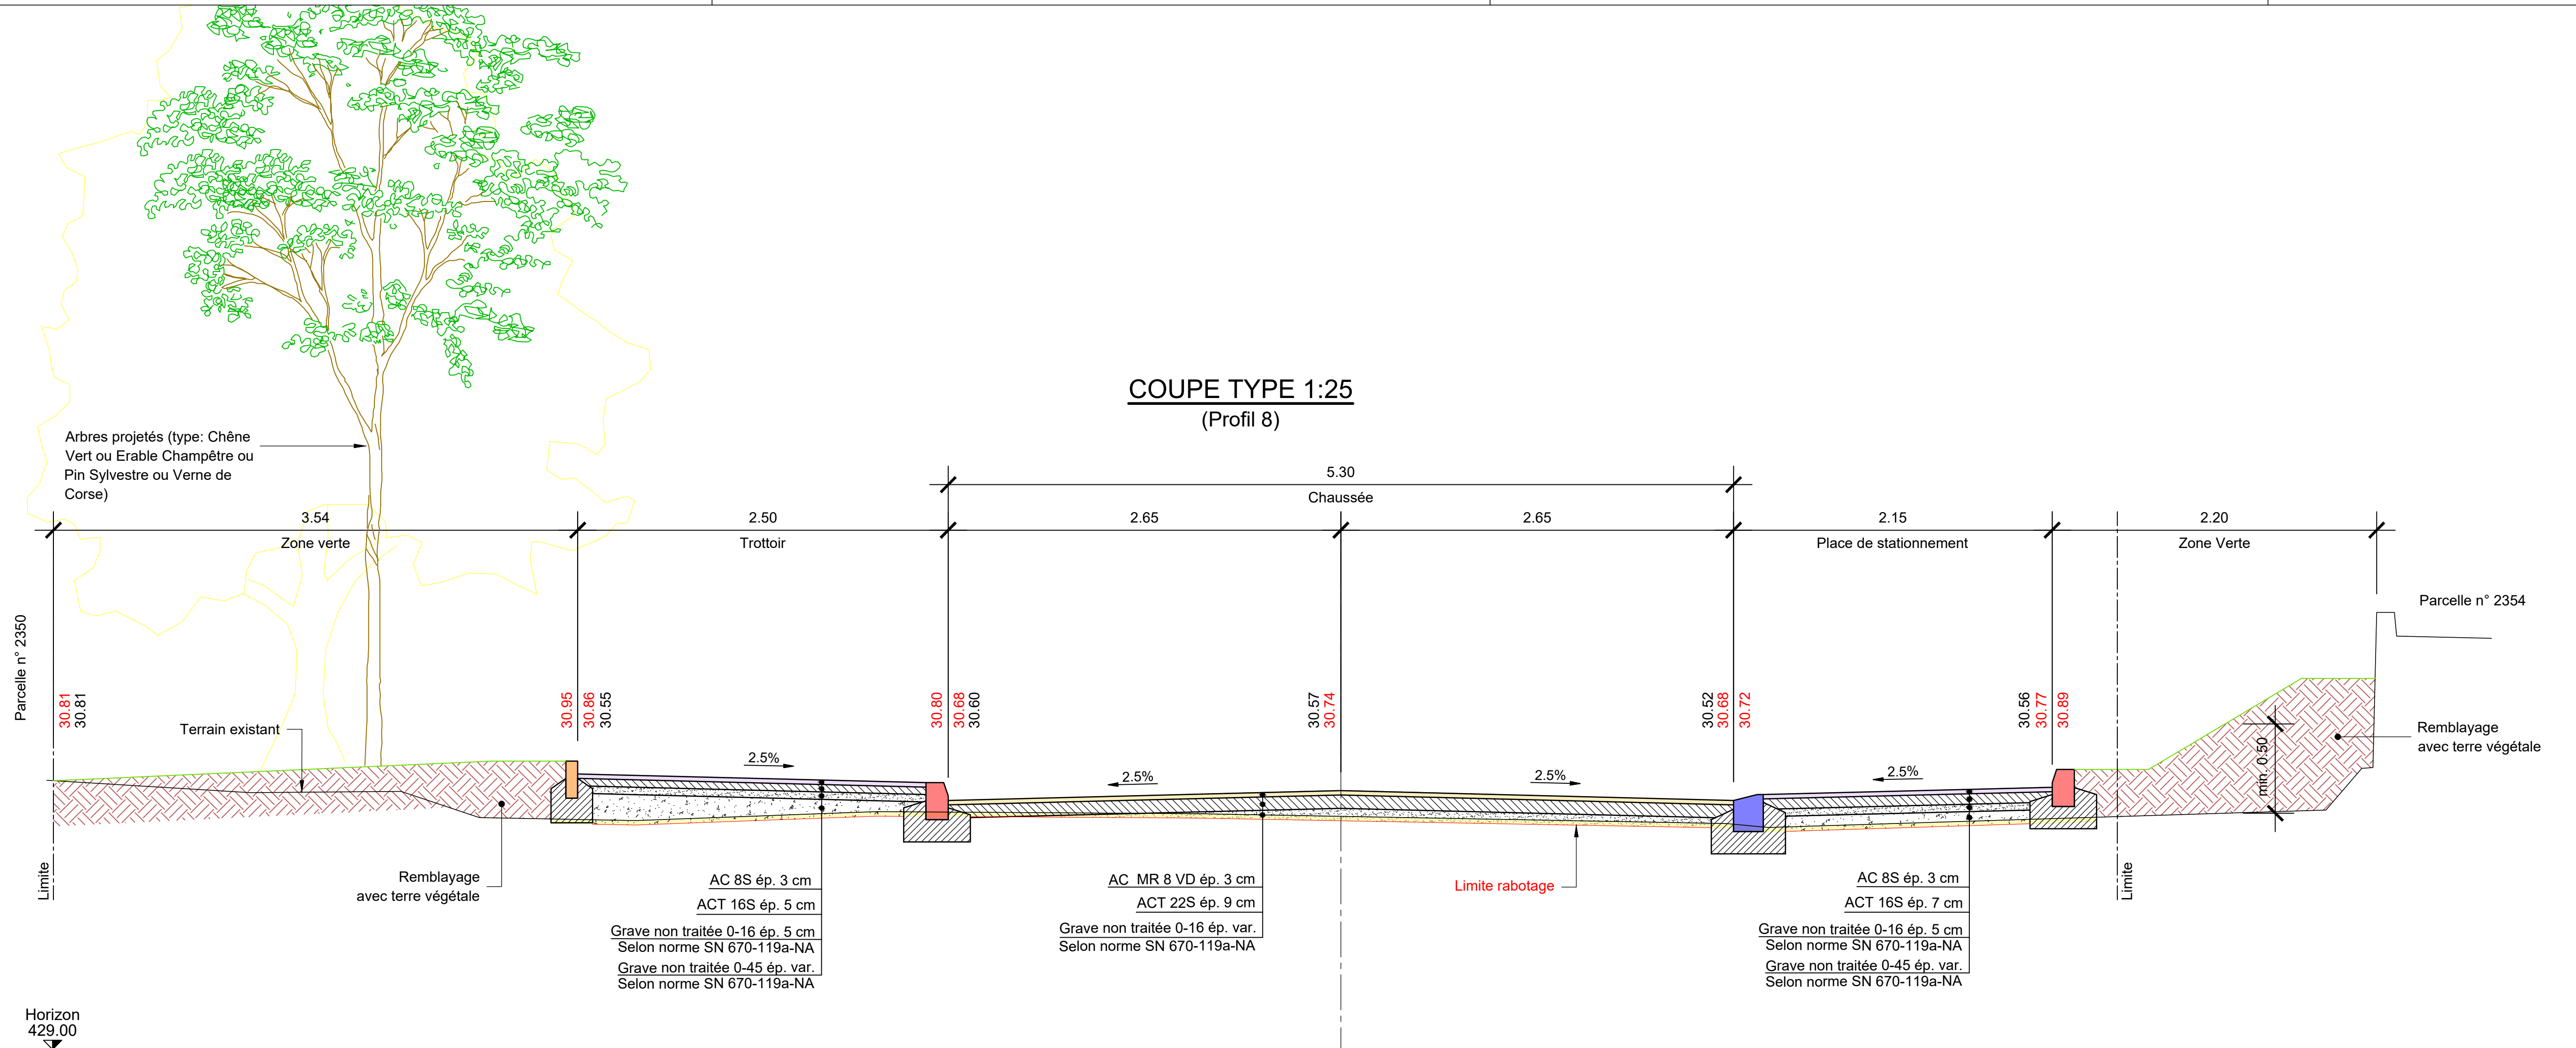 COUPE TYPE 1:25
(Profil 8)
Arbres projetés (type: Chêne
Vert ou Erable Champêtre ou
Pin Sylvestre ou Verne de
Corse)
5.30
Chaussée
3.54
Zone verte
2.50
Trottoir
2.65
2.65
2.15
Place de stationnement
2.20
Zone Verte
Parcelle n° 2350
Parcelle n° 2354
30.81
30.81
30.95
30.86
30.55
30.80
30.68
30.60
30.57
30.74
30.52
30.68
30.72
30.56
30.77
30.89
Terrain existant
2.5%
2.5%
2.5%
2.5%
min. 0.50
Remblayage
avec terre végétale
Limite
Remblayage
avec terre végétale
AC 8S ép. 3 cm
ACT 16S ép. 5 cm
Grave non traitée 0-16 ép. 5 cm
Selon norme SN 670-119a-NA
Grave non traitée 0-45 ép. var.
Selon norme SN 670-119a-NA
AC MR 8 VD ép. 3 cm
ACT 22S ép. 9 cm
Grave non traitée 0-16 ép. var.
Selon norme SN 670-119a-NA
Limite rabotage
AC 8S ép. 3 cm
ACT 16S ép. 7 cm
Grave non traitée 0-16 ép. 5 cm
Selon norme SN 670-119a-NA
Grave non traitée 0-45 ép. var.
Selon norme SN 670-119a-NA
Limite
Horizon
429.00